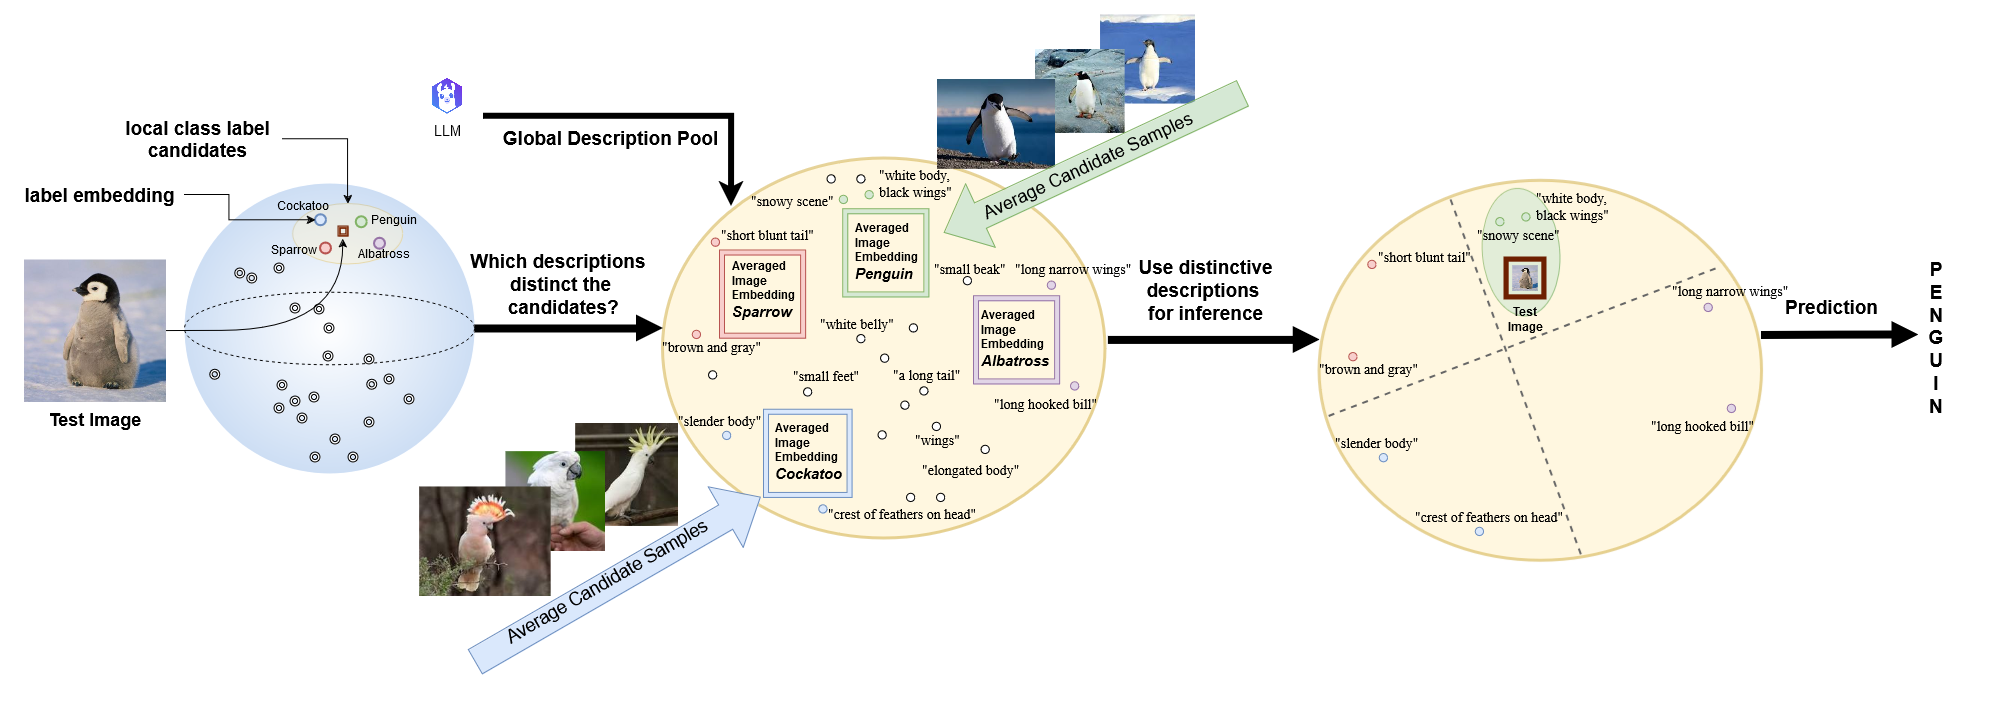 local class label
candidates
label embedding
Cockatoo
Penguin
Sparrow
Albatross
Test Image
LLM
Global Description Pool
Which descriptions
distinct the
candidates?
Average Candidate Samples
Average Candidate Samples
"white body,
black wings"
"snowy scene"
"short blunt tail"
Averaged
Image
Embedding
Penguin
Averaged
Image
Embedding
Sparrow
"small beak"
"long narrow wings"
Averaged
Image
Embedding
Albatross
"white belly"
"brown and gray"
"small feet"
"a long tail"
"long hooked bill"
"slender body"
Averaged
Image
Embedding
Cockatoo
"wings"
"elongated body"
"crest of feathers on head"
Use distinctive
descriptions
for inference
"white body,
black wings"
"snowy scene"
"short blunt tail"
Test
Image
"long narrow wings"
"brown and gray"
"long hooked bill"
"slender body"
"crest of feathers on head"
Prediction
P
E
N
G
U
I
N